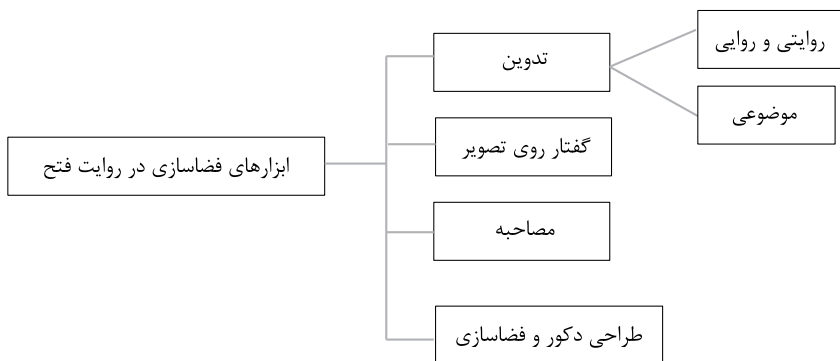 ابزارهای فضاسازی در روایت فتح
تدوین
روایتی و روایی
موضوعی
گفتار روی تصویر
مصاحبه
طراحی دکور و فضاسازی